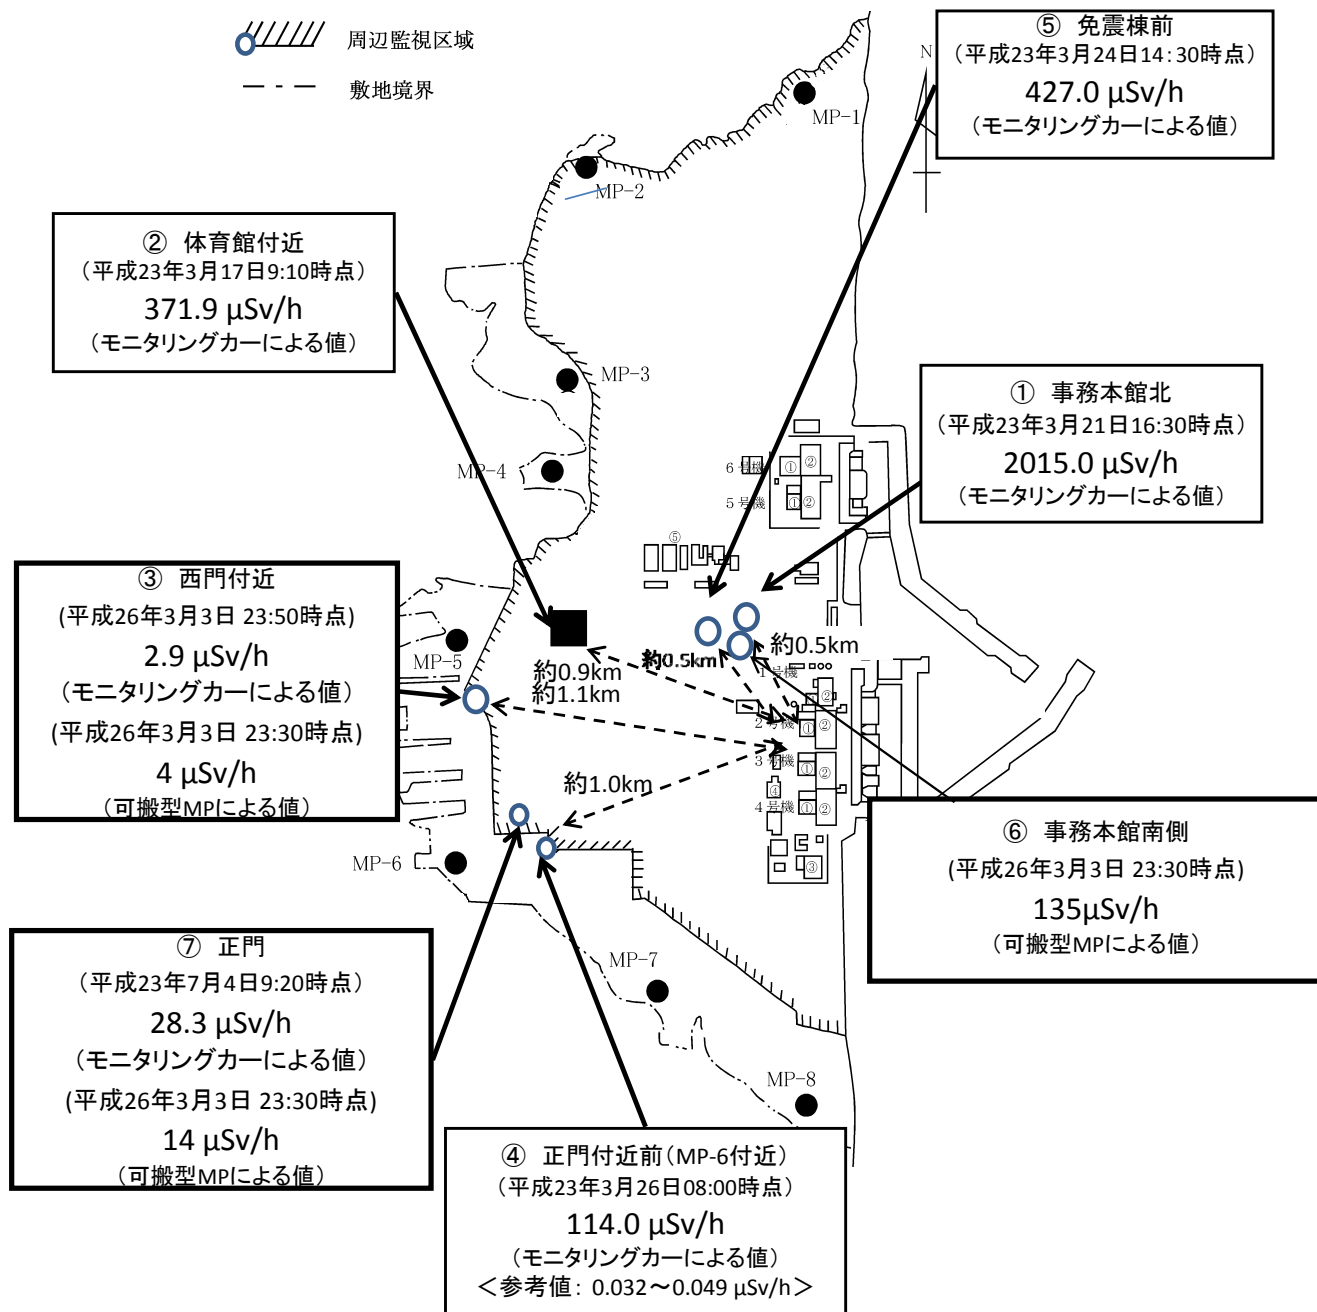 周辺監視区域
敷地境界
⑤ 免震棟前
（平成23年3月24日14:30時点）
427.0 μSv/h
（モニタリングカーによる値）
N
MP-1
MP-2
② 体育館付近
（平成23年3月17日9:10時点）
371.9 μSv/h
（モニタリングカーによる値）
MP-3
① 事務本館北
（平成23年3月21日16:30時点）
2015.0 μSv/h
（モニタリングカーによる値）
MP-4
6号機
① ②
5号機
① ②
⑤
③ 西門付近
(平成26年3月3日 23:50時点)
2.9 μSv/h
（モニタリングカーによる値）
(平成26年3月3日 23:30時点)
4 μSv/h
（可搬型MPによる値）
MP-5
約0.9km
約1.1km
約0.5km
約0.5km
1号機
②
2号機
① ②
3号機
① ②
④
4号機
① ②
③
約1.0km
MP-6
⑥ 事務本館南側
(平成26年3月3日 23:30時点)
135μSv/h
（可搬型MPによる値）
⑦ 正門
（平成23年7月4日9:20時点）
28.3 μSv/h
（モニタリングカーによる値）
(平成26年3月3日 23:30時点)
14 μSv/h
（可搬型MPによる値）
MP-7
MP-8
④ 正門付近前（MP-6付近）
（平成23年3月26日08:00時点）
114.0 μSv/h
（モニタリングカーによる値）
＜参考値： 0.032～0.049 μSv/h＞